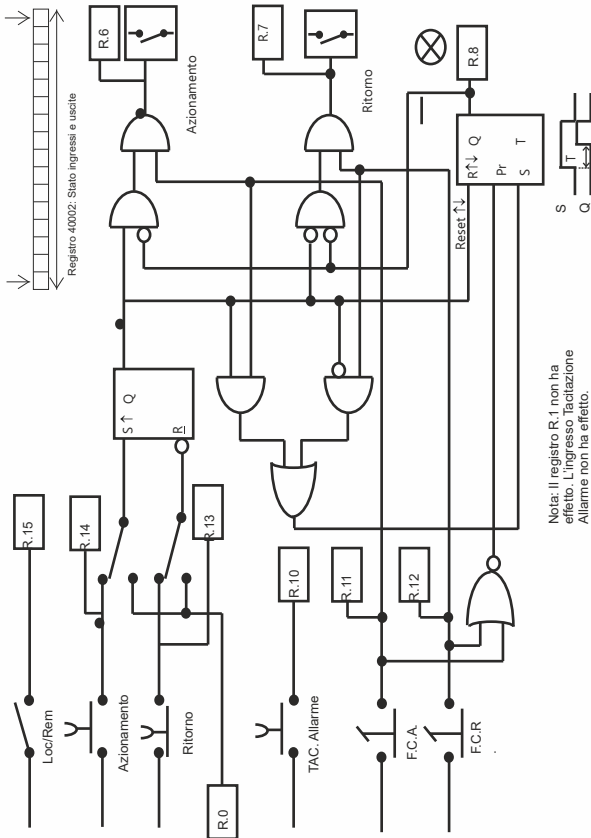 Loc/Rem
R.15
Azionamento
R.14
Ritorno
R.13
R.0
S↑ Q
R
Registro 40002: Stato ingressi e uscite
R.6
Azionamento
R.7
Ritorno
TAC. Allarme
R.10
F.C.A.
R.11
F.C.R
.
R.12
Reset ↑↓
R↑↓ Q
Pr
S T
R.8
S
Q
T
Nota: Il registro R.1 non ha
effetto. L'ingresso Tacitazione
Allarme non ha effetto.